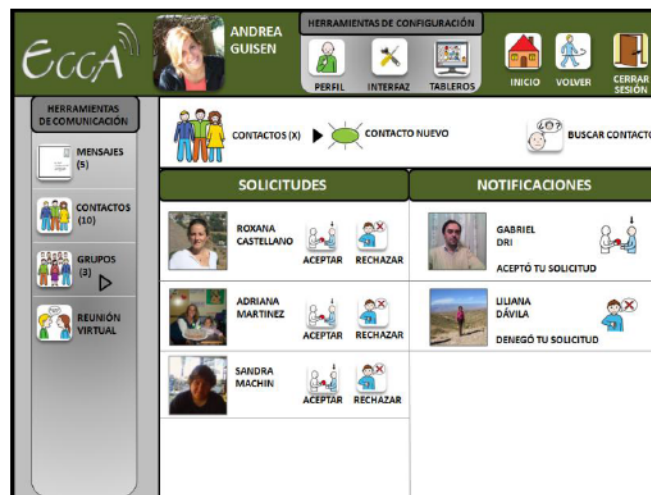 ECCA
ANDREA
GUISEN
HERRAMIENTAS DE CONFIGURACIÓN
PERFIL
INTERFAZ
TABLEROS
INICIO
VOLVER
CERRAR
SESIÓN
HERRAMIENTAS
DE COMUNICACIÓN
MENSAJES
(5)
CONTACTOS
(10)
GRUPOS
(3)
REUNIÓN
VIRTUAL
CONTACTOS (X)
CONTACTO NUEVO
BUSCAR CONTACTO
SOLICITUDES
ROXANA
CASTELLANO
ACEPTAR
RECHAZAR
ADRIANA
MARTINEZ
ACEPTAR
RECHAZAR
SANDRA
MACHIN
ACEPTAR
RECHAZAR
NOTIFICACIONES
GABRIEL
DRI
ACEPTÓ TU SOLICITUD
LILIANA
DÁVILA
DENEGÓ TU SOLICITUD